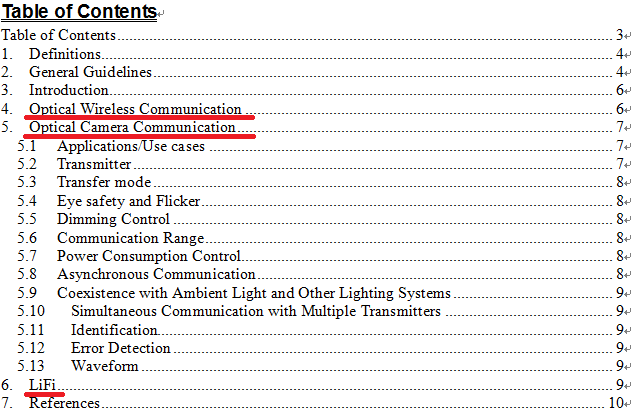 Table of Contents
Table of Contents 3
1. Definitions 4
2. General Guidelines 4
3. Introduction 6
4. Optical Wireless Communication 6
5. Optical Camera Communication 7
5.1 Applications/Use cases 7
5.2 Transmitter 7
5.3 Transfer mode 8
5.4 Eye safety and Flicker 8
5.5 Dimming Control 8
5.6 Communication Range 8
5.7 Power Consumption Control 8
5.8 Asynchronous Communication 8
5.9 Coexistence with Ambient Light and Other Lighting Systems 9
5.10 Simultaneous Communication with Multiple Transmitters 9
5.11 Identification 9
5.12 Error Detection 9
5.13 Waveform 9
6. LiFi 9
7. References 10